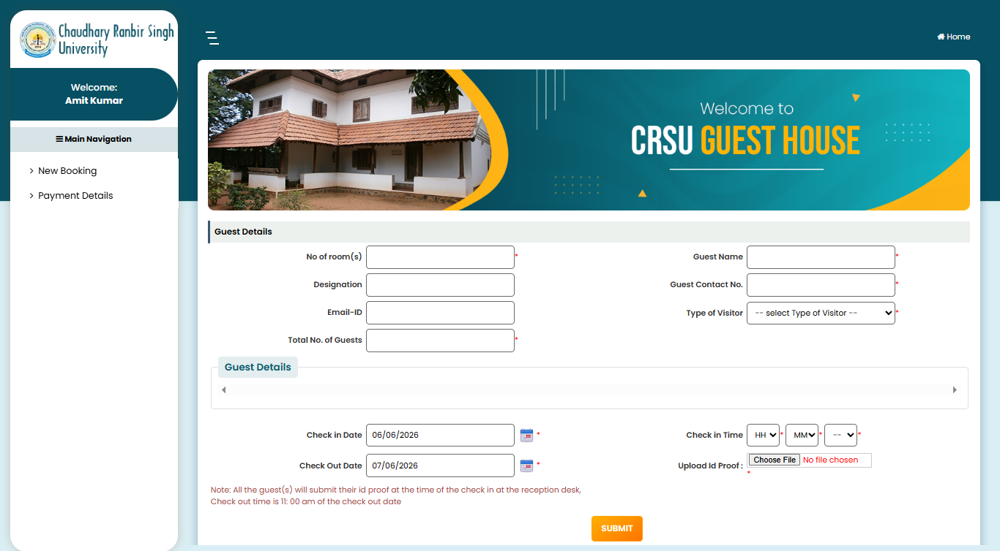 Chaudhary Ranbir Singh
University
Home
Welcome:
Amit Kumar
Main Navigation
New Booking
Payment Details
Welcome to
CRSU GUEST HOUSE
Guest Details
No of room(s) *
Guest Name *
Designation
Guest Contact No. *
Email-ID
Type of Visitor -- select Type of Visitor -- *
Total No. of Guests *
Guest Details
Check in Date 06/06/2026 *
Check in Time HH * MM * -- *
Check Out Date 07/06/2026 *
Upload Id Proof : Choose File No file chosen
*
Note: All the guest(s) will submit their id proof at the time of the check in at the reception desk,
Check out time is 11: 00 am of the check out date
SUBMIT